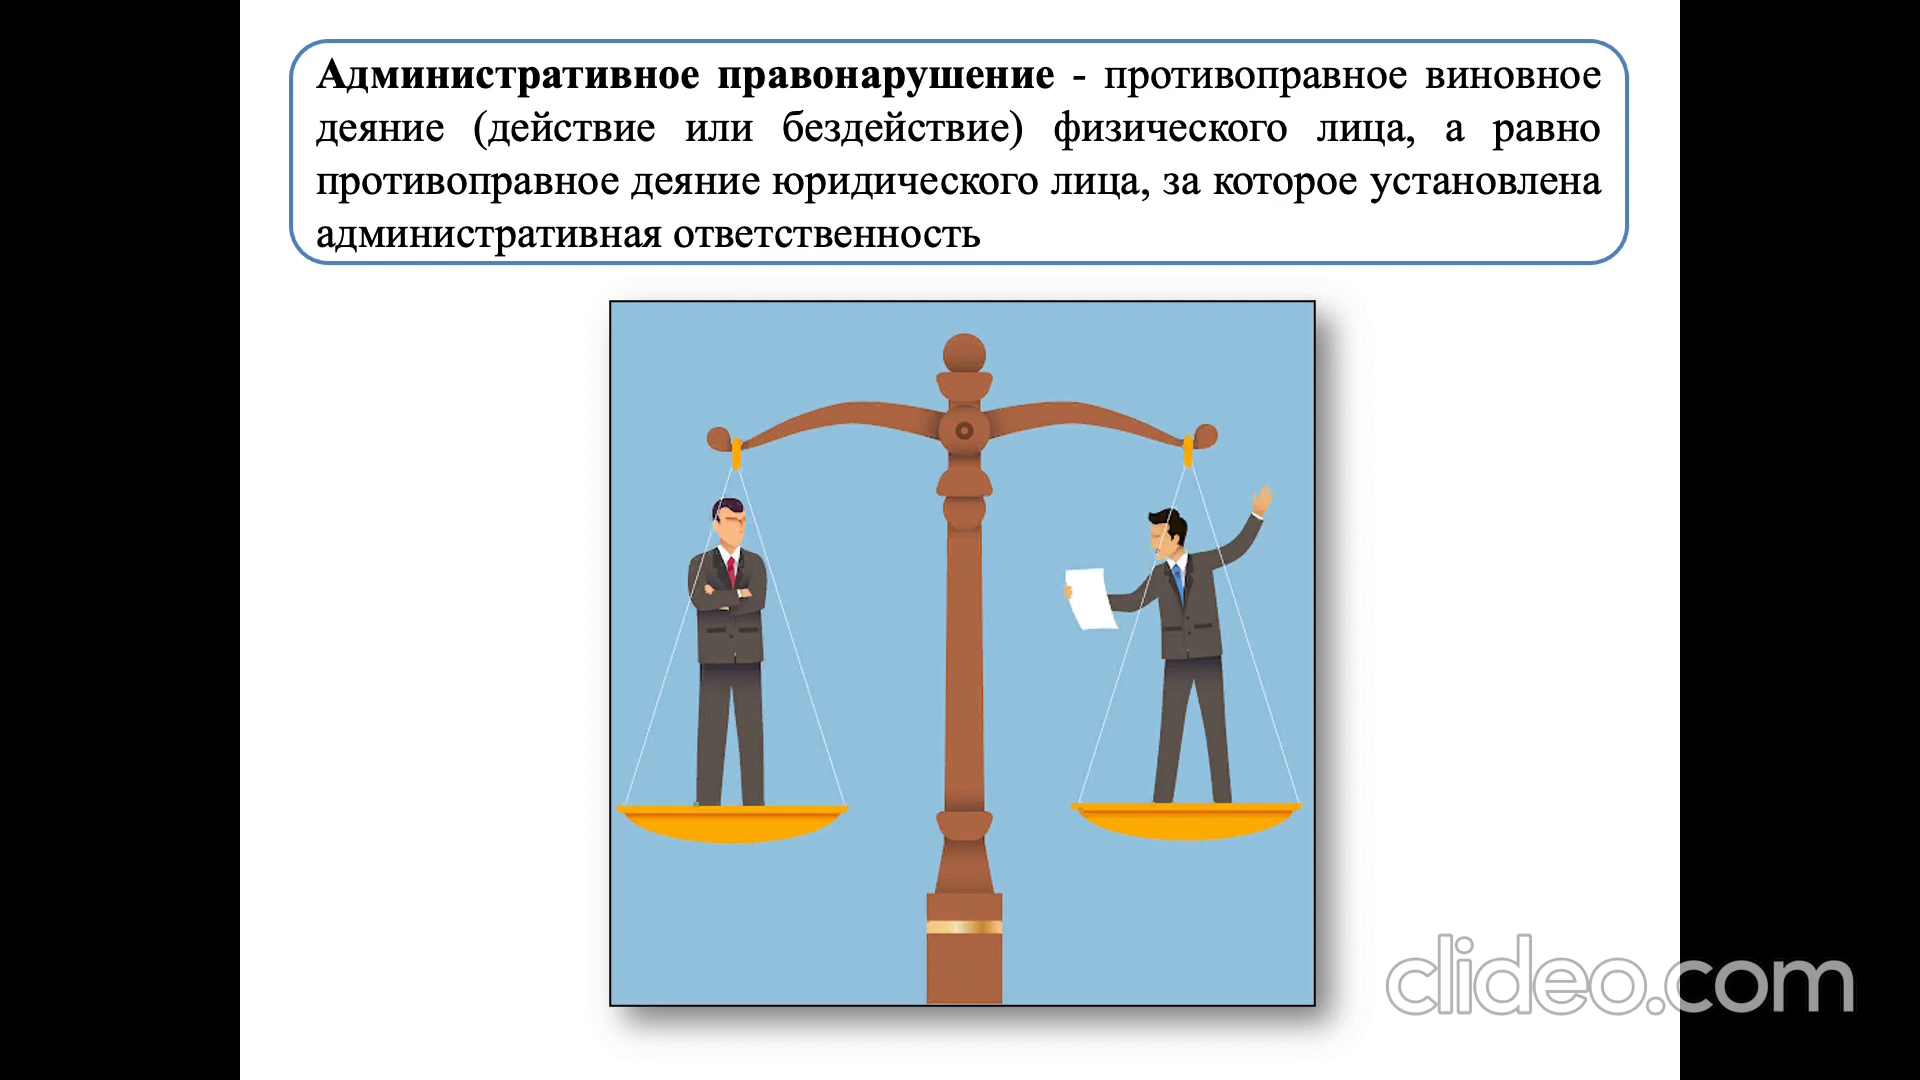 Административное правонарушение - противоправное виновное
деяние (действие или бездействие) физического лица, а равно
противоправное деяние юридического лица, за которое установлена
административная ответственность
clideo.com